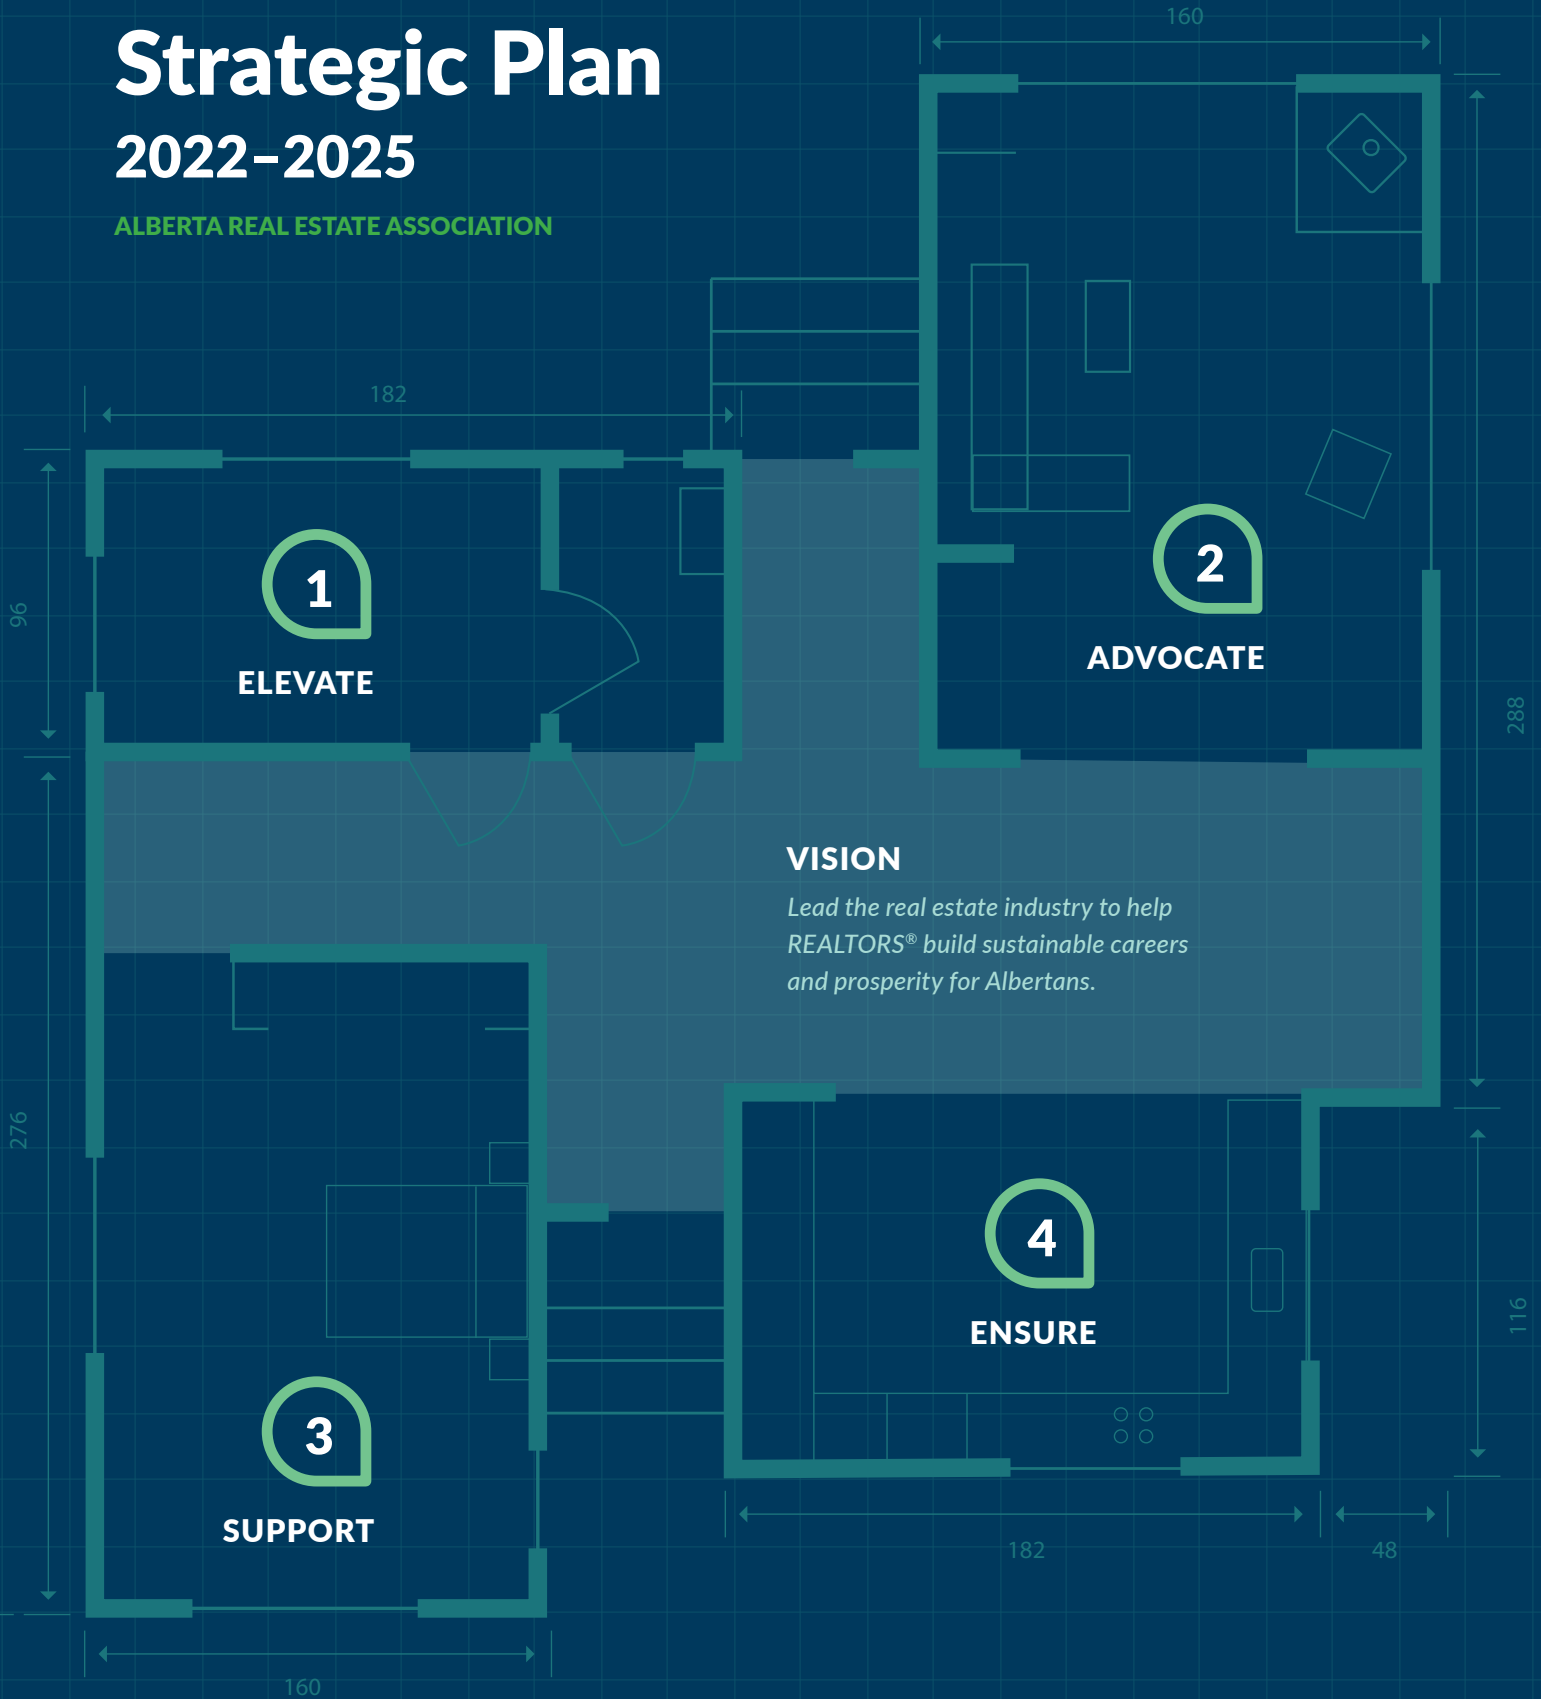 Strategic Plan
2022–2025
ALBERTA REAL ESTATE ASSOCIATION
160
182
96
1
ELEVATE
2
ADVOCATE
288
VISION
Lead the real estate industry to help
REALTORS® build sustainable careers
and prosperity for Albertans.
276
4
ENSURE
116
3
SUPPORT
182
48
160